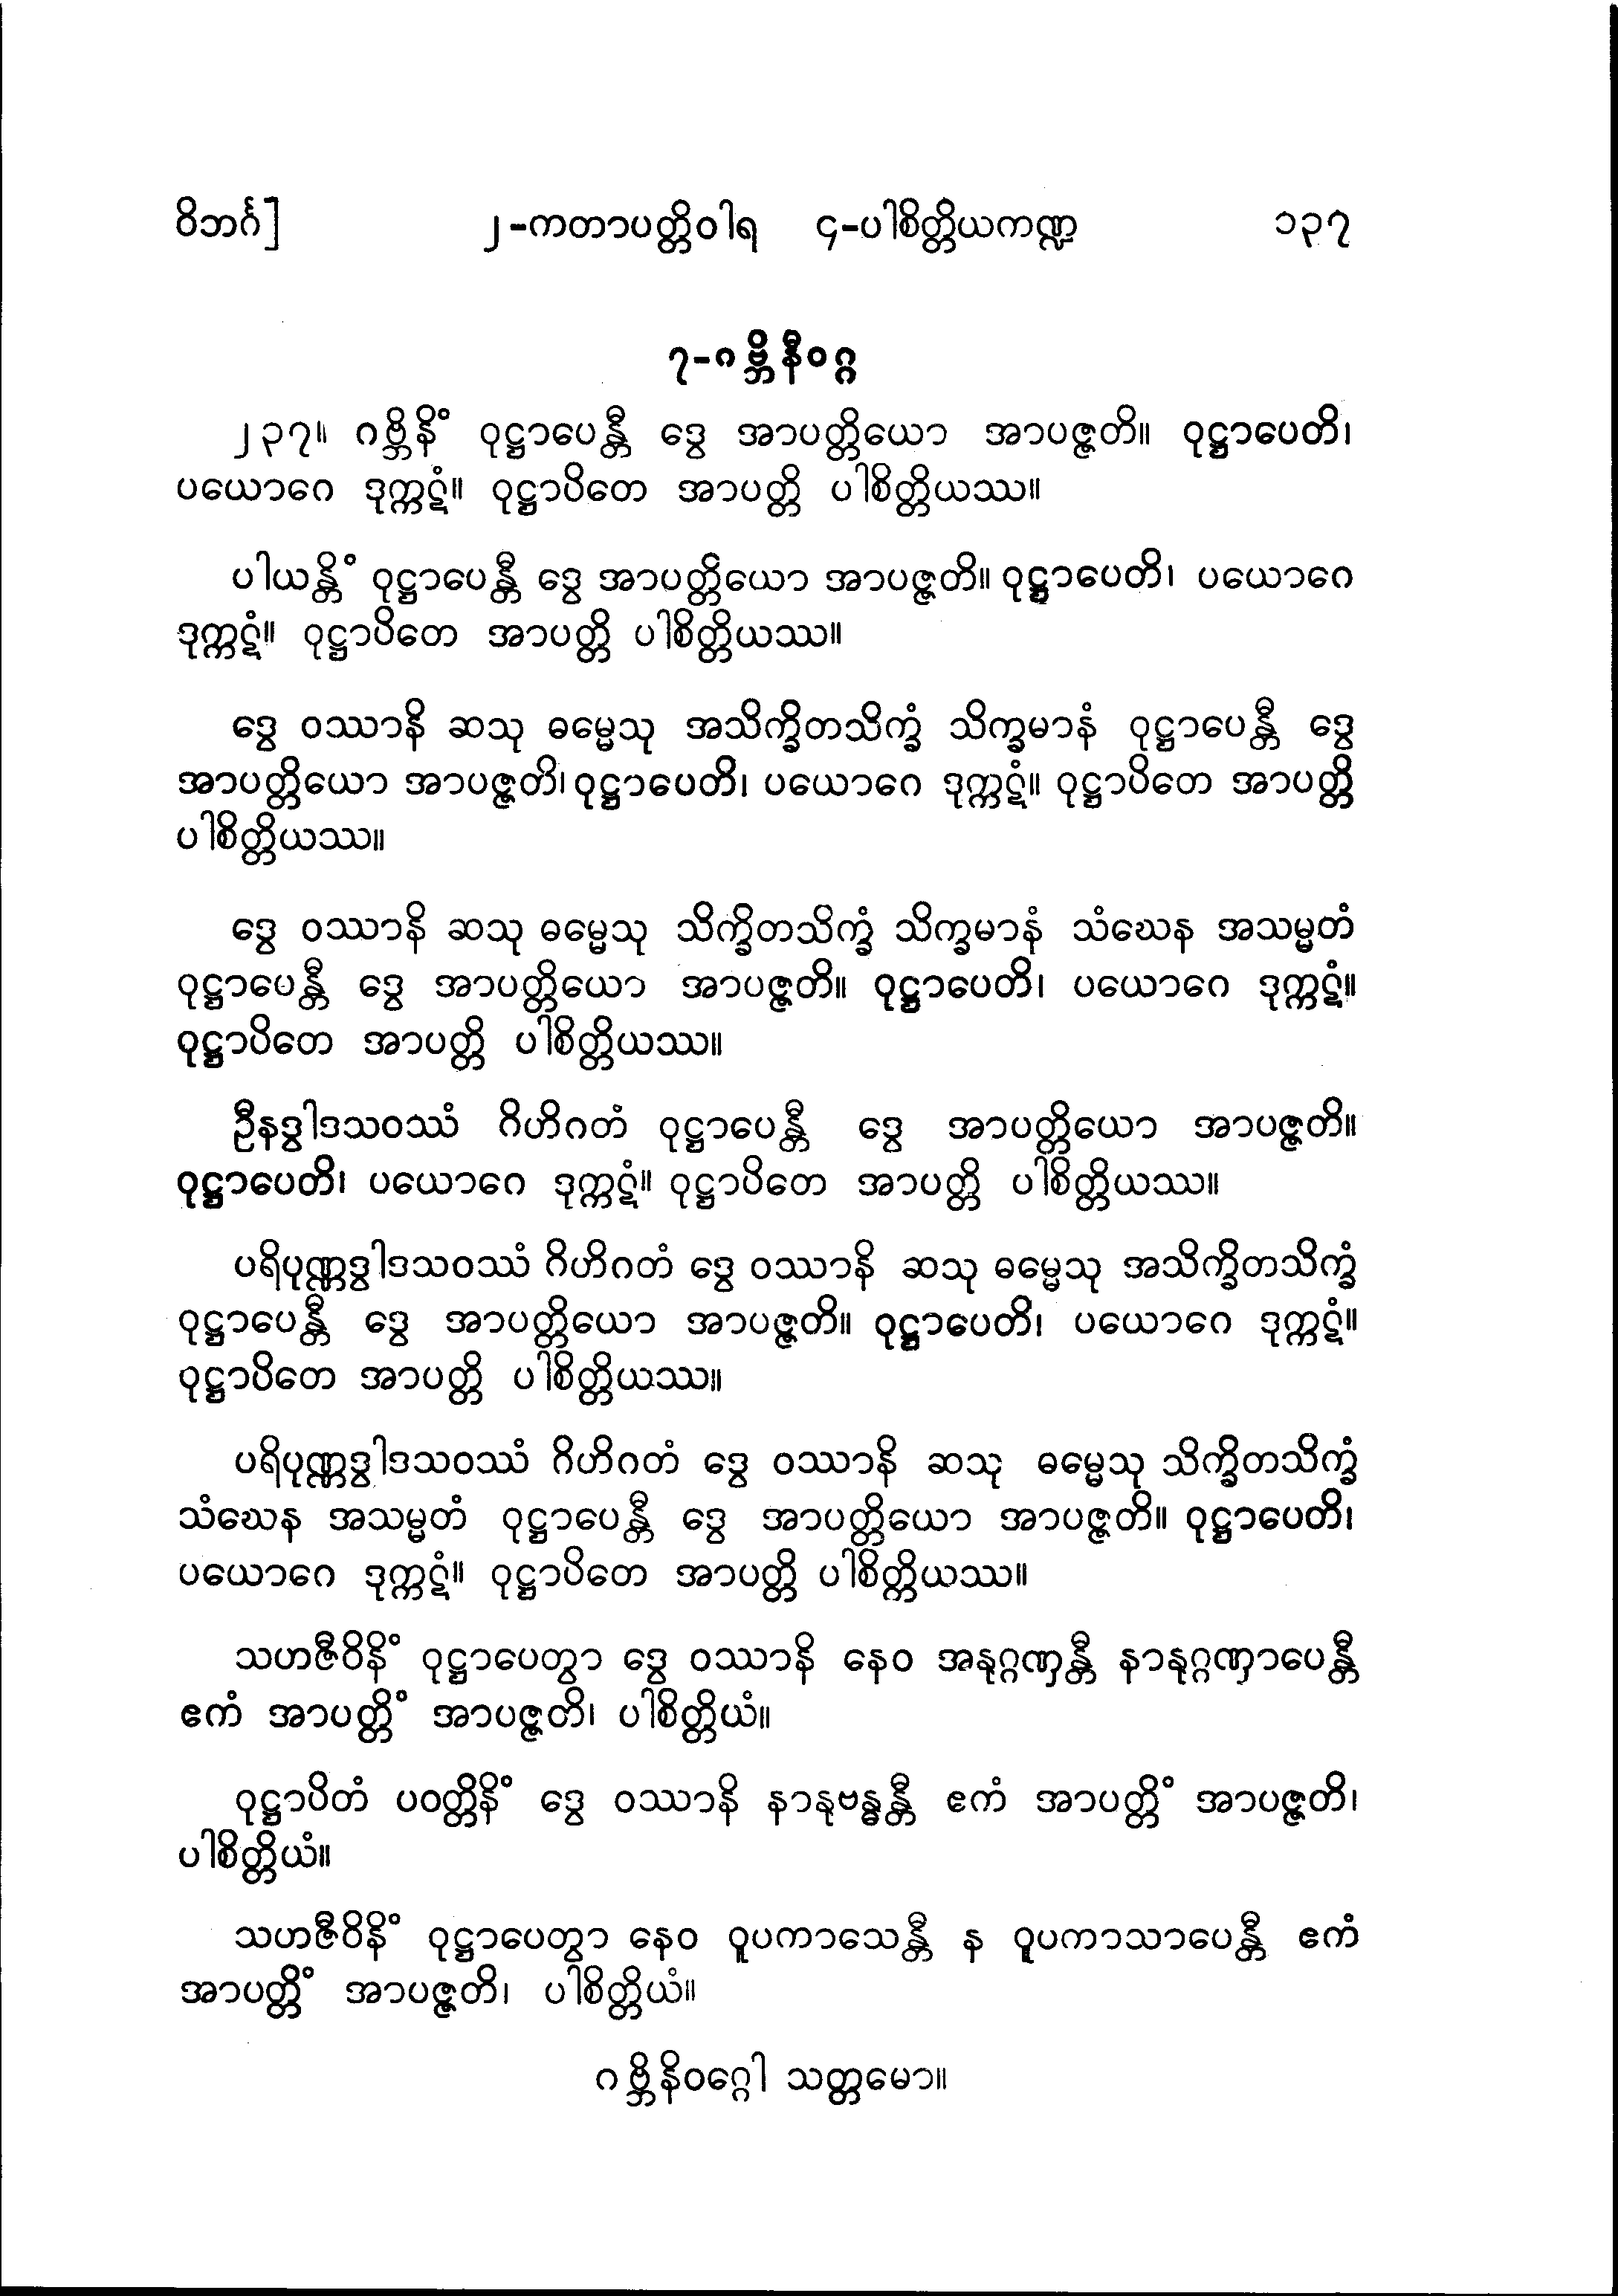 ဝိဘင်္ဂ] ၂-ကတာပတ္တိဝါရ ၄-ပါစိတ္တိယကဏ္ဍ ၁၃၇
၇-ဂဗ္ဘိနီဝဂ္ဂ
၂၃၇။ ဂဗ္ဘိနိံ ဝုဋ္ဌာပေန္တီ ဒွေ အာပတ္တိယော အာပဇ္ဇတိ။ ဝုဋ္ဌာပေတိ၊
ပယောဂေ ဒုက္ကဋံ။ ဝုဋ္ဌာပိတေ အာပတ္တိ ပါစိတ္တိယဿ။
ပါယန္တိံ ဝုဋ္ဌာပေန္တီ ဒွေ အာပတ္တိယော အာပဇ္ဇတိ။ ဝုဋ္ဌာပေတိ၊ ပယောဂေ
ဒုက္ကဋံ။ ဝုဋ္ဌာပိတေ အာပတ္တိ ပါစိတ္တိယဿ။
ဒွေ ဝဿာနိ ဆသု ဓမ္မေသု အသိက္ခိတသိက္ခံ သိက္ခမာနံ ဝုဋ္ဌာပေန္တီ ဒွေ
အာပတ္တိယော အာပဇ္ဇတိ၊ ဝုဋ္ဌာပေတိ၊ ပယောဂေ ဒုက္ကဋံ။ ဝုဋ္ဌာပိတေ အာပတ္တိ
ပါစိတ္တိယဿ။
ဒွေ ဝဿာနိ ဆသု ဓမ္မေသု သိက္ခိတသိက္ခံ သိက္ခမာနံ သံဃေန အသမ္မတံ
ဝုဋ္ဌာပေန္တီ ဒွေ အာပတ္တိယော အာပဇ္ဇတိ။ ဝုဋ္ဌာပေတိ၊ ပယောဂေ ဒုက္ကဋံ။
ဝုဋ္ဌာပိတေ အာပတ္တိ ပါစိတ္တိယဿ။
ဦနဒွါဒသဝဿံ ဂိဟိဂတံ ဝုဋ္ဌာပေန္တီ ဒွေ အာပတ္တိယော အာပဇ္ဇတိ။
ဝုဋ္ဌာပေတိ၊ ပယောဂေ ဒုက္ကဋံ။ ဝုဋ္ဌာပိတေ အာပတ္တိ ပါစိတ္တိယဿ။
ပရိပုဏ္ဏဒွါဒသဝဿံ ဂိဟိဂတံ ဒွေ ဝဿာနိ ဆသု ဓမ္မေသု အသိက္ခိတသိက္ခံ
ဝုဋ္ဌာပေန္တီ ဒွေ အာပတ္တိယော အာပဇ္ဇတိ။ ဝုဋ္ဌာပေတိ၊ ပယောဂေ ဒုက္ကဋံ။
ဝုဋ္ဌာပိတေ အာပတ္တိ ပါစိတ္တိယဿ။
ပရိပုဏ္ဏဒွါဒသဝဿံ ဂိဟိဂတံ ဒွေ ဝဿာနိ ဆသု ဓမ္မေသု သိက္ခိတသိက္ခံ
သံဃေန အသမ္မတံ ဝုဋ္ဌာပေန္တီ ဒွေ အာပတ္တိယော အာပဇ္ဇတိ။ ဝုဋ္ဌာပေတိ၊
ပယောဂေ ဒုက္ကဋံ။ ဝုဋ္ဌာပိတေ အာပတ္တိ ပါစိတ္တိယဿ။
သဟဇီဝိနိံ ဝုဋ္ဌာပေတွာ ဒွေ ဝဿာနိ နေဝ အနုဂ္ဂဏှန္တီ နာနုဂ္ဂဏှာပေန္တီ
ဧကံ အာပတ္တိံ အာပဇ္ဇတိ၊ ပါစိတ္တိယံ။
ဝုဋ္ဌာပိတံ ပဝတ္တိနိံ ဒွေ ဝဿာနိ နာနုဗန္ဓန္တီ ဧကံ အာပတ္တိံ အာပဇ္ဇတိ၊
ပါစိတ္တိယံ။
သဟဇီဝိနိံ ဝုဋ္ဌာပေတွာ နေဝ ဝူပကာသေန္တီ န ဝူပကာသာပေန္တီ ဧကံ
အာပတ္တိံ အာပဇ္ဇတိ၊ ပါစိတ္တိယံ။
ဂဗ္ဘိနိဝဂ္ဂေါ သတ္တမော။